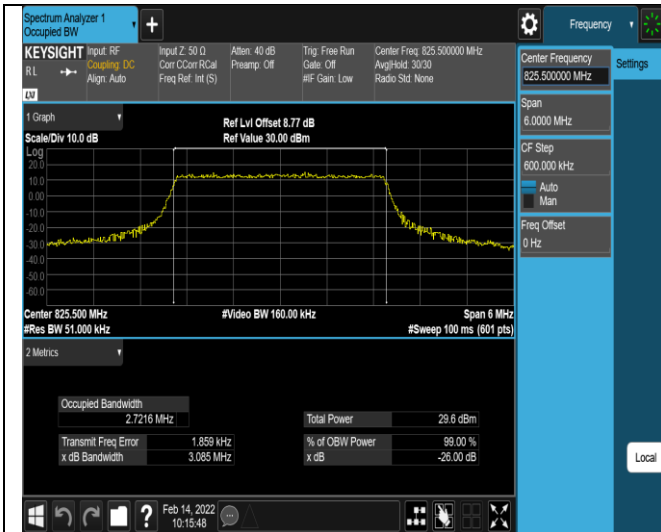 Spectrum Analyzer 1
Occupied BW
Frequency
KEYSIGHT
R L
LXI
Input: RF
Coupling: DC
Align: Auto
Input Z: 50 Ω
Corr CCorr RCal
Freq Ref: Int (S)
Atten: 40 dB
Preamp: Off
Trig: Free Run
Gate: Off
#IF Gain: Low
Center Freq: 825.500000 MHz
Avg|Hold: 30/30
Radio Std: None
Center Frequency
825.500000 MHz
Settings
Span
6.0000 MHz
CF Step
600.000 kHz
Auto
Man
Freq Offset
0 Hz
Local
1 Graph
Scale/Div 10.0 dB
Ref Lvl Offset 8.77 dB
Ref Value 30.00 dBm
Log
20.0
10.0
0.00
-10.0
-20.0
-30.0
-40.0
-50.0
-60.0
Center 825.500 MHz
#Video BW 160.00 kHz
Span 6 MHz
#Res BW 51.000 kHz
#Sweep 100 ms (601 pts)
2 Metrics
Occupied Bandwidth
2.7216 MHz
Total Power 29.6 dBm
Transmit Freq Error 1.859 kHz
% of OBW Power 99.00 %
x dB Bandwidth 3.085 MHz
x dB -26.00 dB
?
Feb 14, 2022
10:15:48